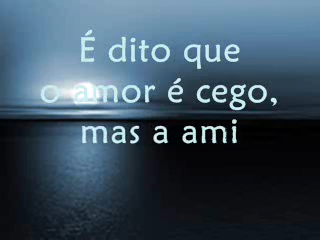 É dito que
o amor é cego,
mas a ami